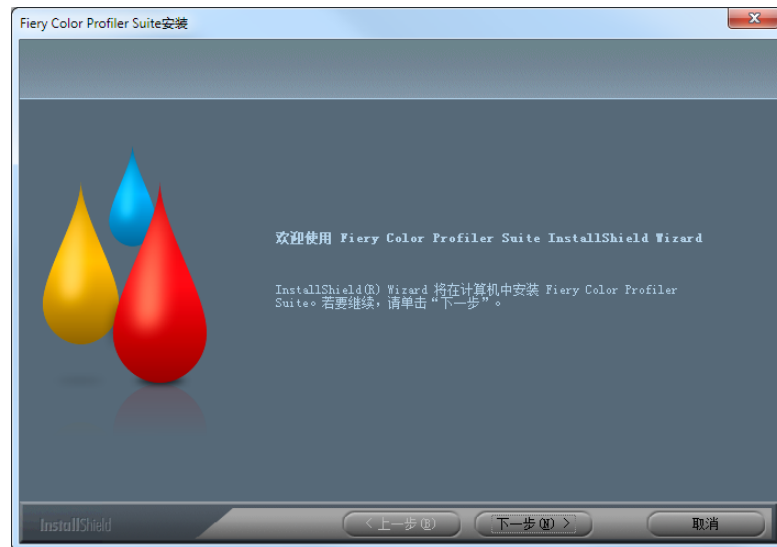 Fiery Color Profiler Suite安装
欢迎使用 Fiery Color Profiler Suite InstallShield Wizard
InstallShield(R) Wizard 将在计算机中安装 Fiery Color Profiler
Suite。若要继续，请单击“下一步”。
InstallShield
< 上一步(B)
下一步(N) >
取消